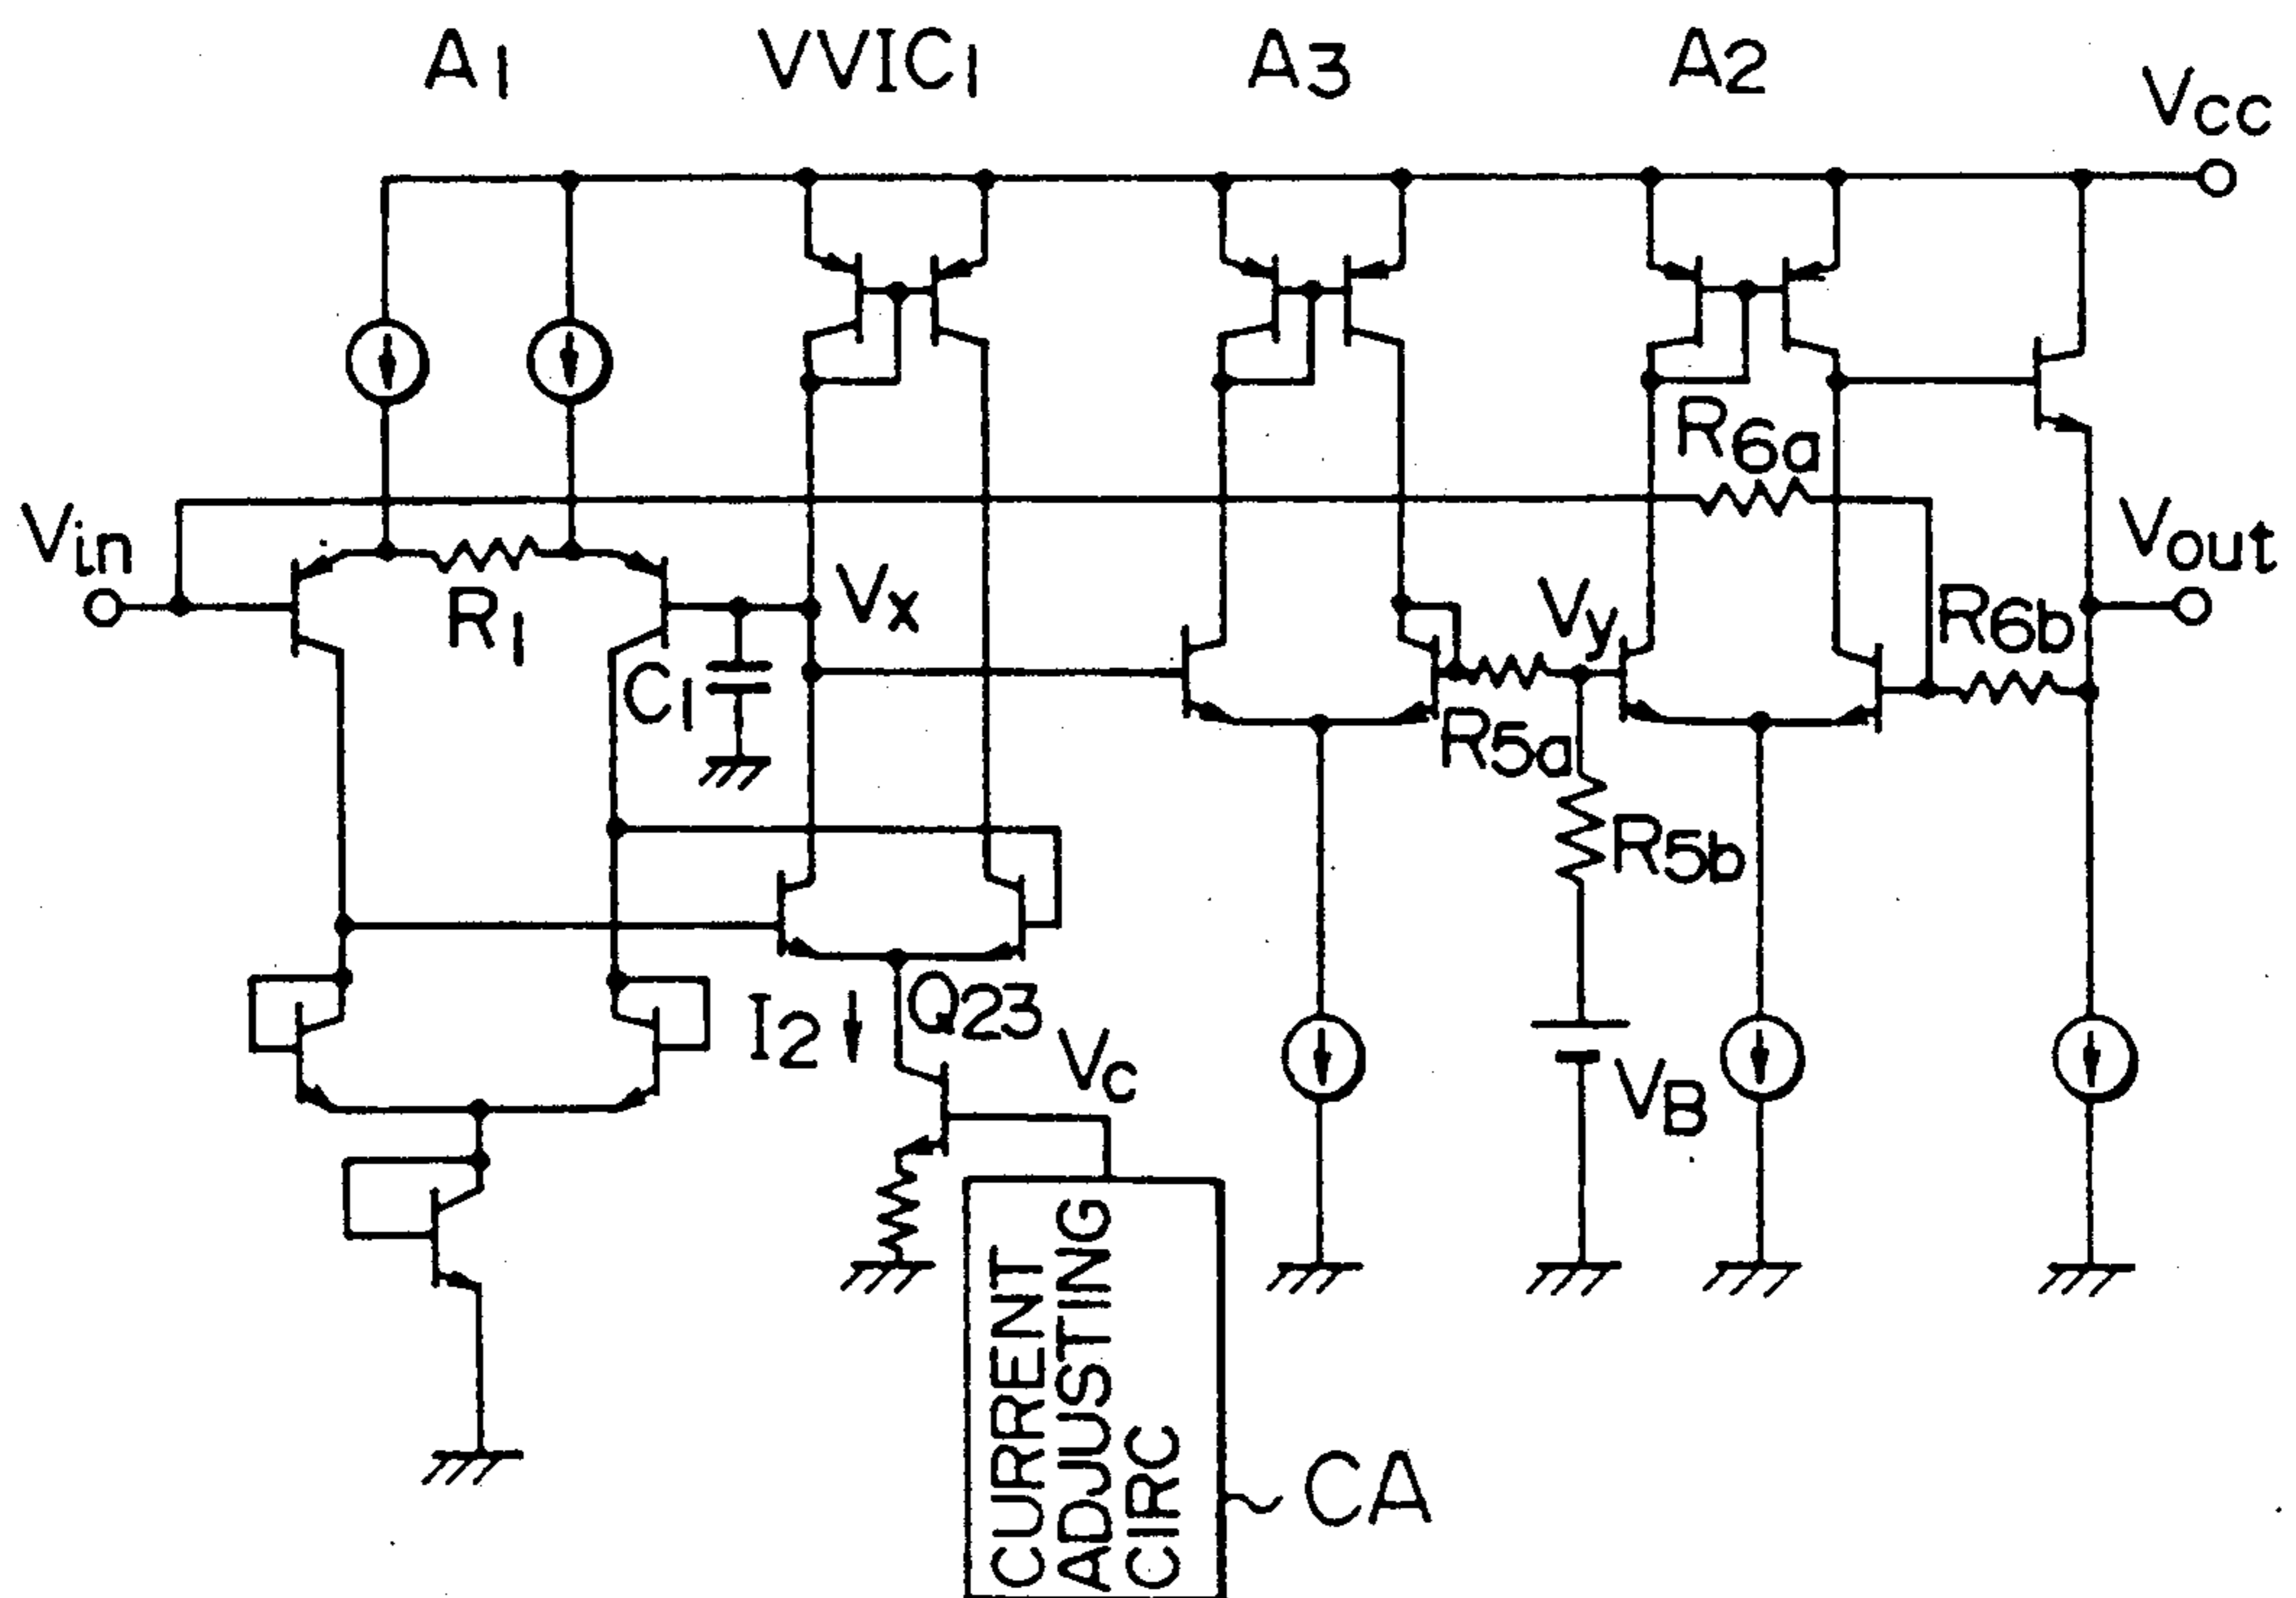 A1 VVIC1 A3 A2
Vcc
R6a
Vin
Vout
R1
Vx
Vy
R6b
C1
R5a
R5b
I2
Q23
Vc
VB
CURRENT
ADJUSTING
CIRC
CA